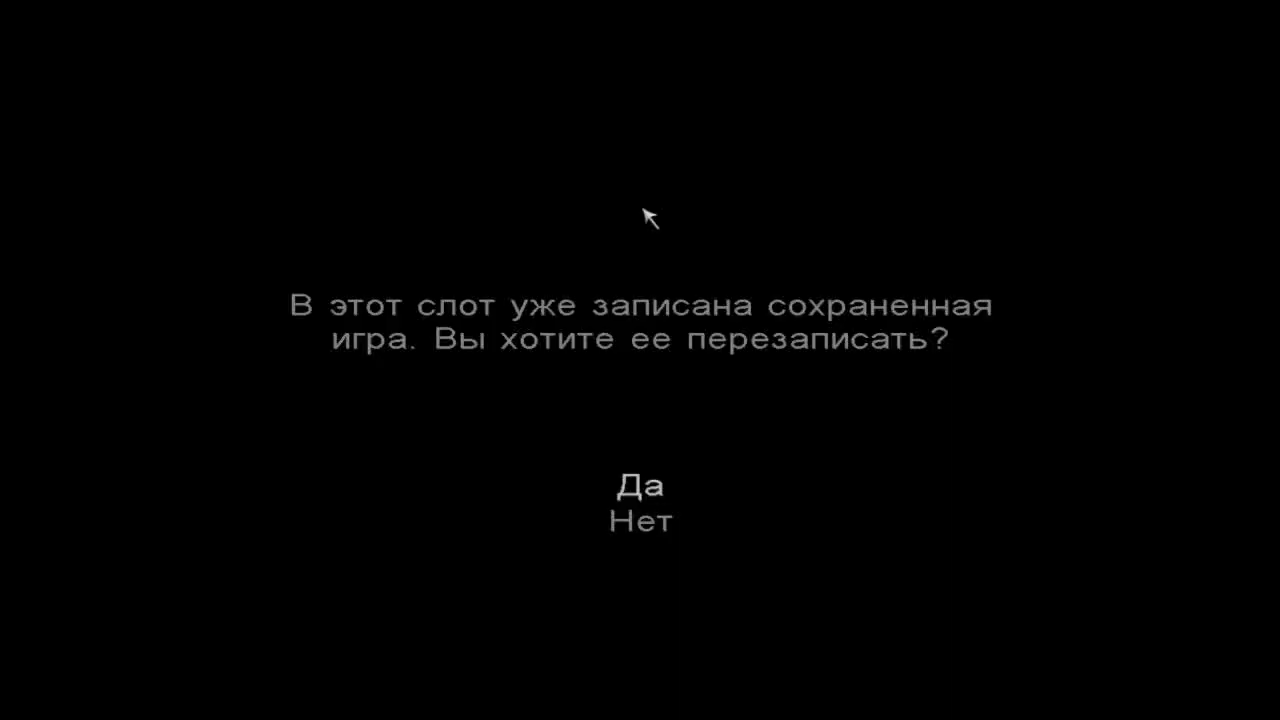 В этот слот уже записана сохраненная
игра. Вы хотите ее перезаписать?
Да
Нет